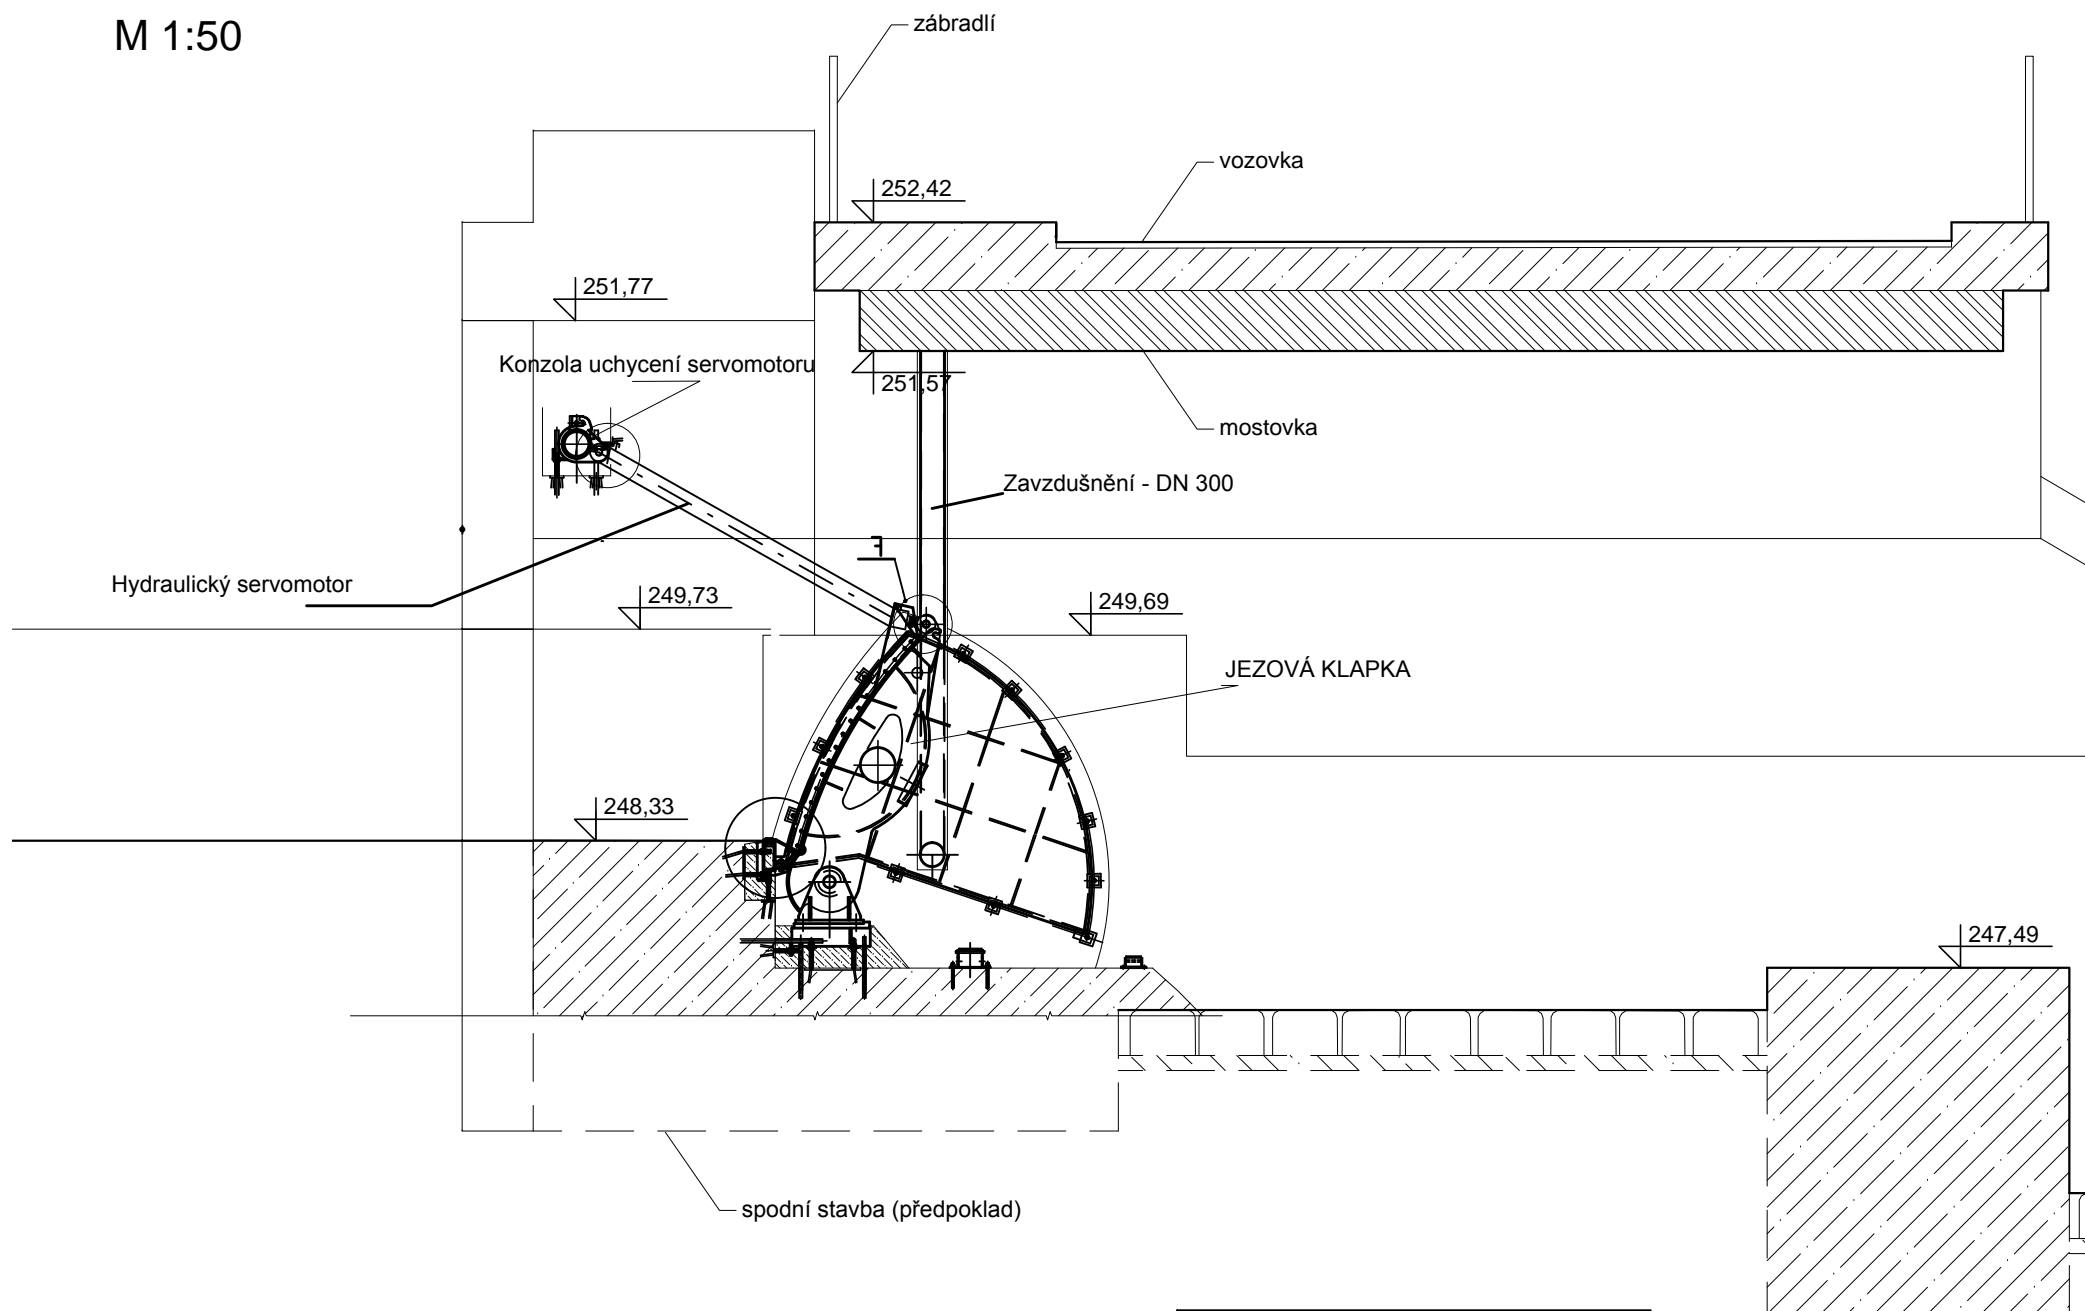 M 1:50
zábradlí
vozovka
252,42
251,77
Konzola uchycení servomotoru
251,57
mostovka
Zavzdušnění - DN 300
F
Hydraulický servomotor
249,73
249,69
JEZOVÁ KLAPKA
248,33
247,49
spodní stavba (předpoklad)